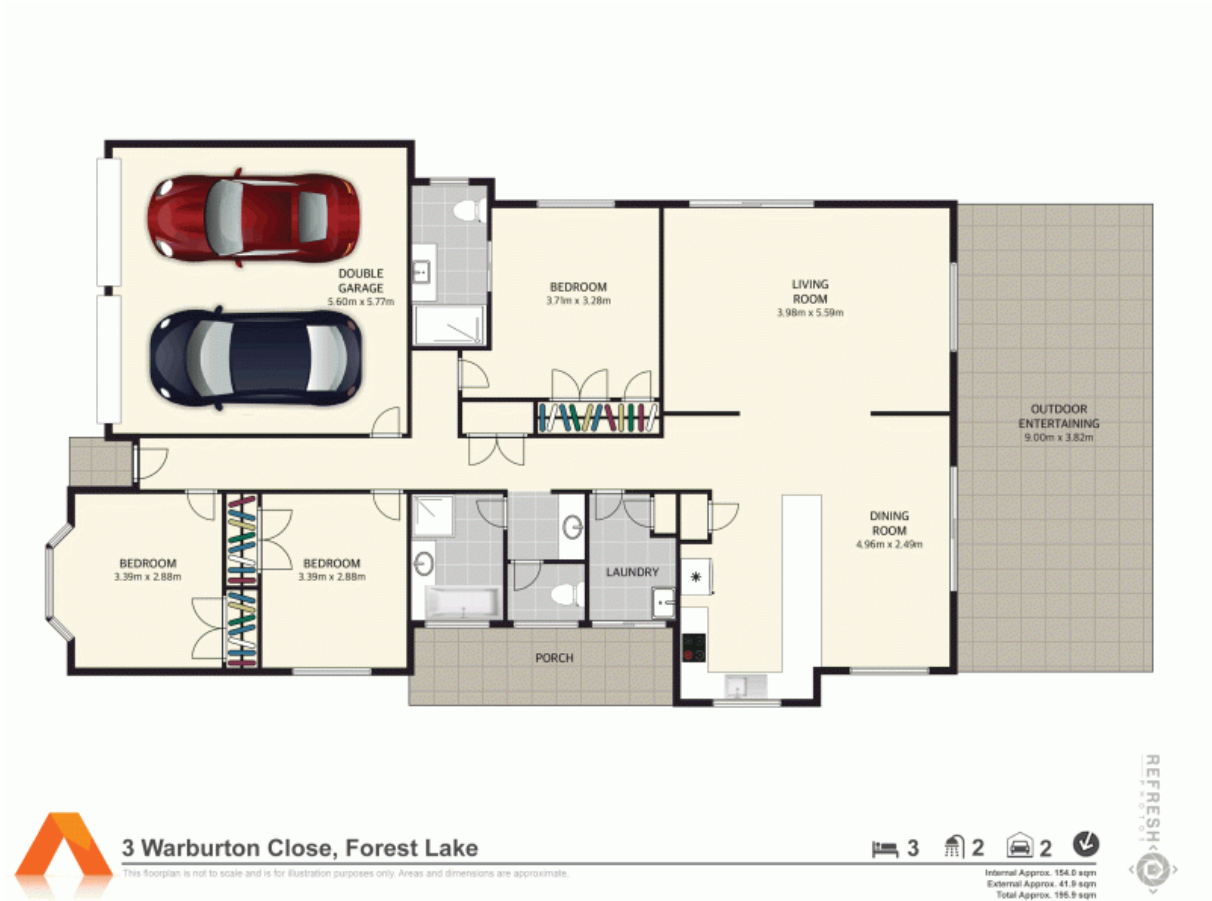 DOUBLE
GARAGE
5.60m x 5.77m
BEDROOM
3.71m x 3.28m
LIVING
ROOM
3.98m x 5.59m
OUTDOOR
ENTERTAINING
9.00m x 3.82m
BEDROOM
3.39m x 2.88m
BEDROOM
3.39m x 2.88m
LAUNDRY
DINING
ROOM
4.96m x 2.49m
PORCH
3 Warburton Close, Forest Lake
This floorplan is not to scale and is for illustration purposes only. Areas and dimensions are approximate.
3 2 2
Internal Approx. 154.0 sqm
External Approx. 41.9 sqm
Total Approx. 195.9 sqm
REFRESH
PHOTOS